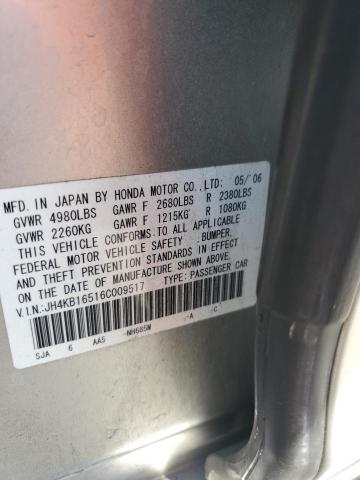 MFD. IN JAPAN BY HONDA MOTOR CO.,LTD: 05/'06
GVWR 4980LBS GAWR F 2680LBS R 2380LBS
GVWR 2260KG GAWR F 1215KG R 1080KG
THIS VEHICLE CONFORMS TO ALL APPLICABLE
FEDERAL MOTOR VEHICLE SAFETY, BUMPER,
AND THEFT PREVENTION STANDARDS IN EFFECT
ON THE DATE OF MANUFACTURE SHOWN ABOVE.
V.I.N:JH4KB16516C009517 TYPE: PASSENGER CAR
SJA 6 AA5 -NH685M -A -C